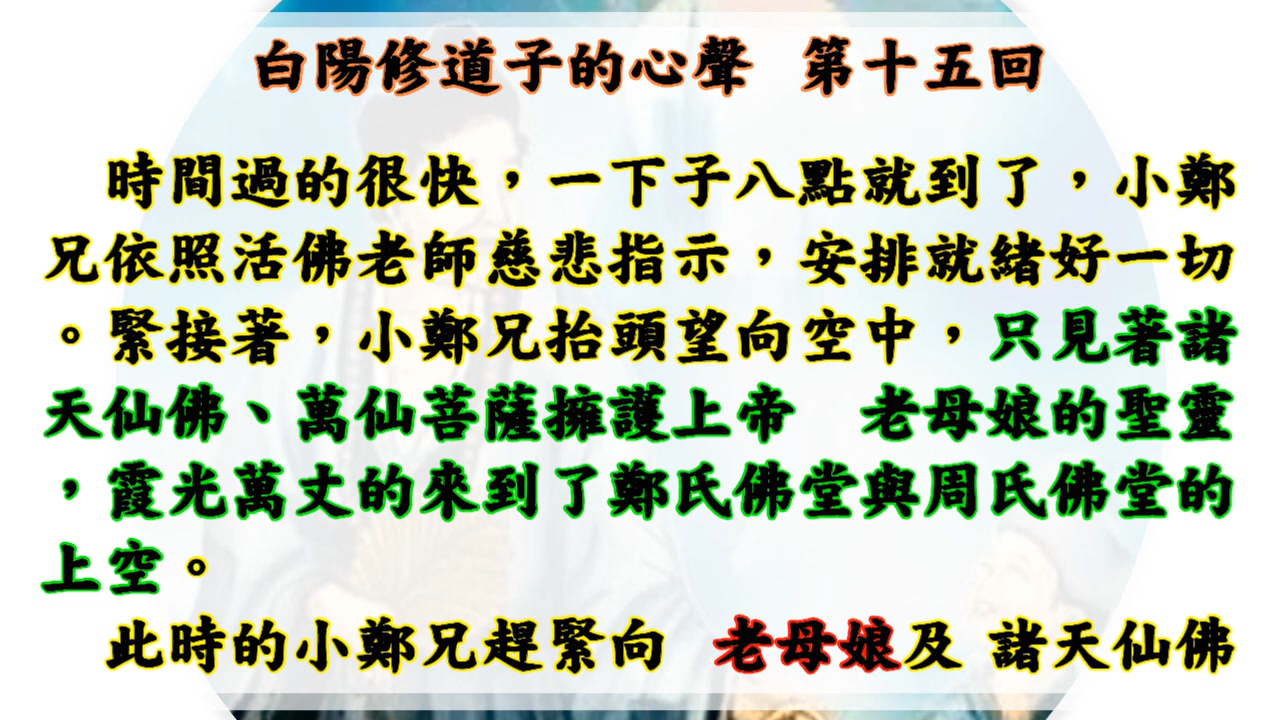 白陽修道子的心聲 第十五回
時間過的很快，一下子八點就到了，小鄭
兄依照活佛老師慈悲指示，安排就緒好一切
。緊接著，小鄭兄抬頭望向空中，只見著諸
天仙佛、萬仙菩薩擁護上帝 老母娘的聖靈
，霞光萬丈的來到了鄭氏佛堂與周氏佛堂的
上空。
此時的小鄭兄趕緊向 老母娘及 諸天仙佛